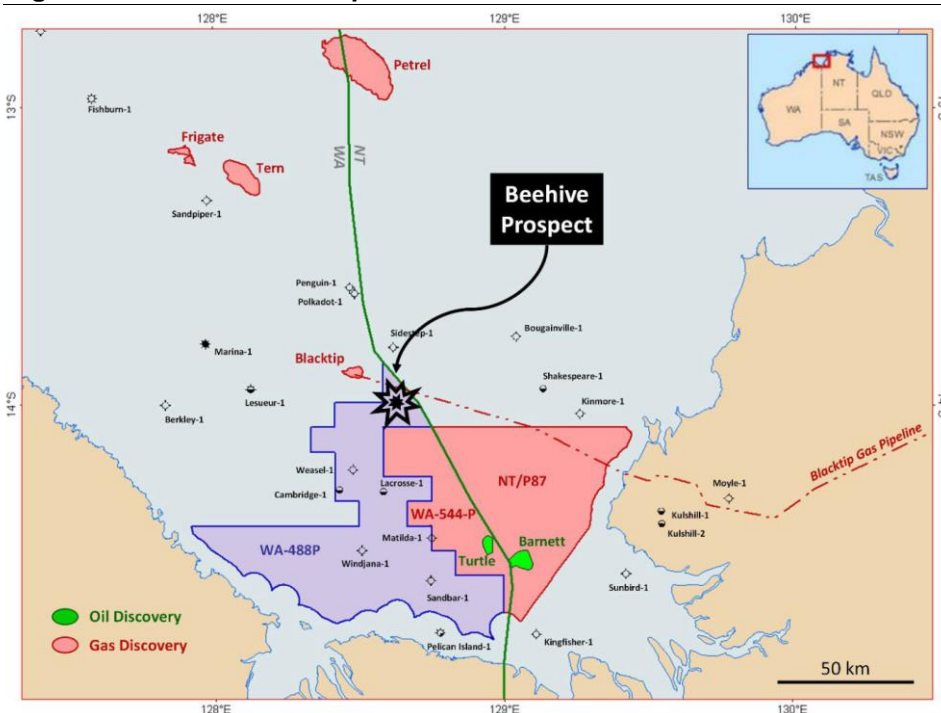 128°E
129°E
130°E
Petrel
13°S
Fishburn-1
Frigate
Tern
NT
WA
Sandpiper-1
Beehive
Prospect
Penguin-1
Polkadot-1
Sidestep-1
Bougainville-1
Marina-1
Blacktip
Shakespeare-1
Lesueur-1
Kinmore-1
14°S
Berkley-1
Blacktip Gas Pipeline
Weasel-1
NT/P87
Moyle-1
Cambridge-1
Lacrosse-1
WA-544-P
Kulshill-1
Kulshill-2
Matilda-1
WA-488P
Turtle
Barnett
Windjana-1
Sandbar-1
Sunbird-1
Oil Discovery
Gas Discovery
Pelican Island-1
Kingfisher-1
50 km
128°E
129°E
130°E
WA
NT
QLD
SA
NSW
VIC
TAS